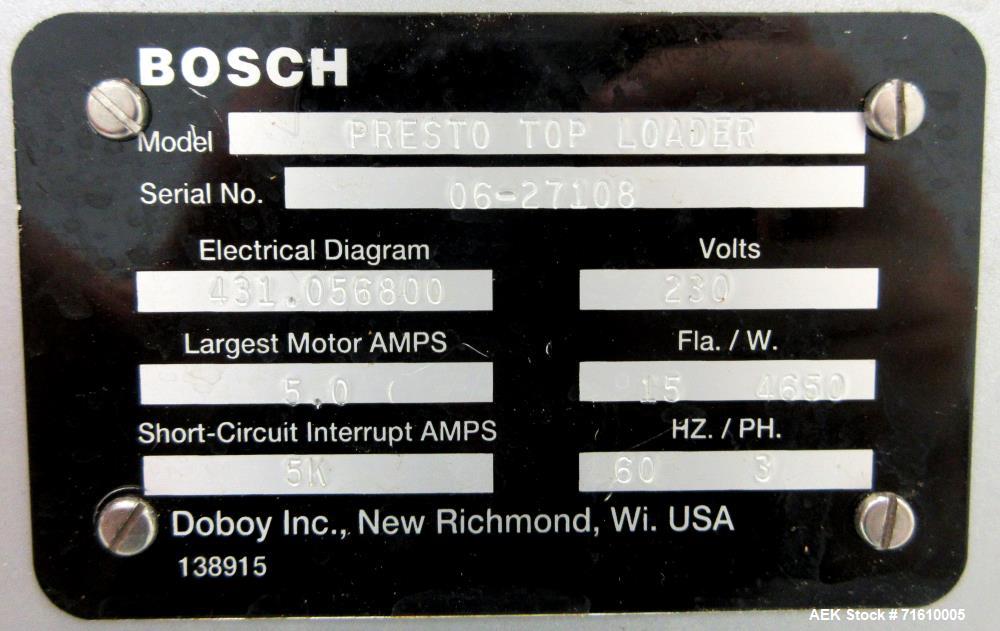 BOSCH
Model PRESTO TOP LOADER
Serial No. 06-27108
Electrical Diagram Volts
431.056800 230
Largest Motor AMPS Fla. / W.
5.0 15 4650
Short-Circuit Interrupt AMPS HZ. / PH.
5K 60 3
Doboy Inc., New Richmond, Wi. USA
138915
AEK Stock # 71610005